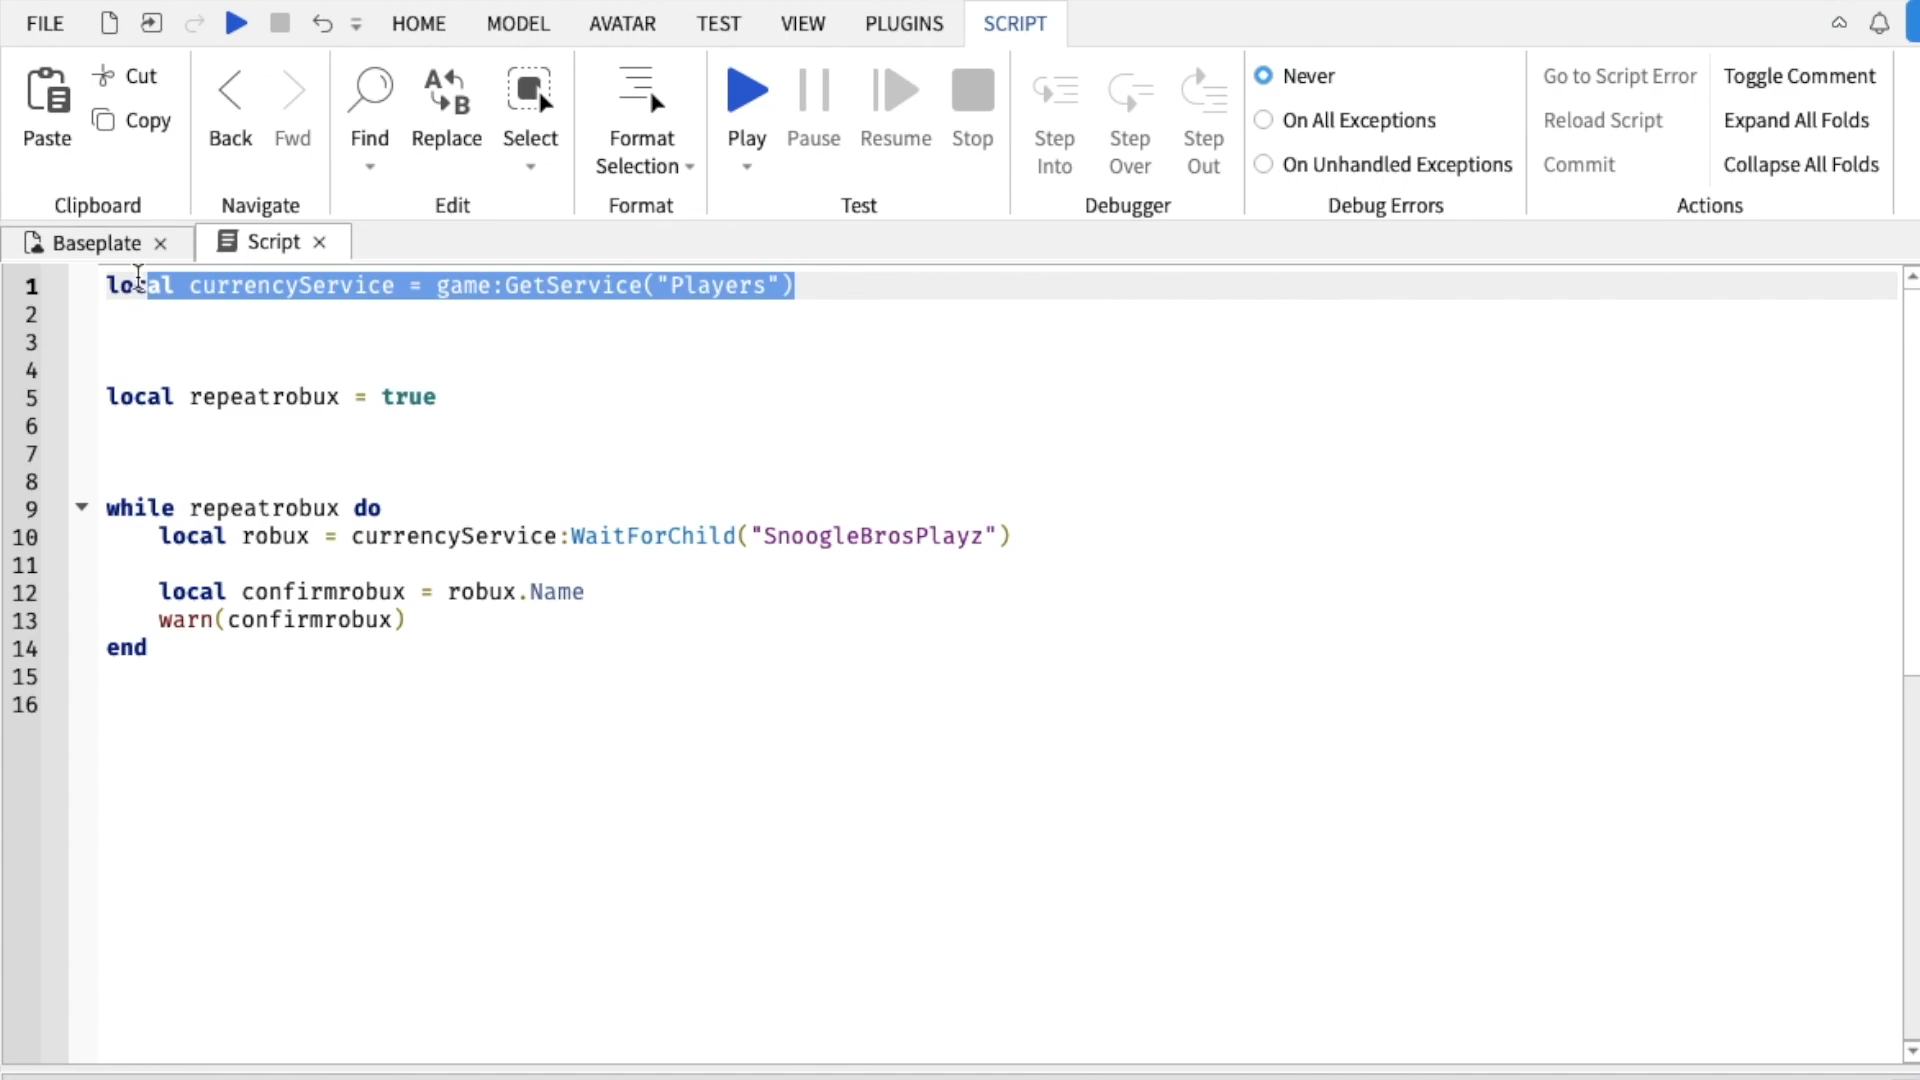 FILE HOME MODEL AVATAR TEST VIEW PLUGINS SCRIPT
Paste Cut Copy Clipboard
Back Fwd Navigate
Find Replace Select Edit
Format Selection Format
Play Pause Resume Stop Test
Step Into Step Over Step Out Debugger
Never
On All Exceptions
On Unhandled Exceptions
Debug Errors
Go to Script Error
Reload Script
Commit
Toggle Comment
Expand All Folds
Collapse All Folds
Actions
Baseplate × Script ×
1 local currencyService = game:GetService("Players")
2
3
4
5 local repeatrobux = true
6
7
8
9 while repeatrobux do
10 local robux = currencyService:WaitForChild("SnoogleBrosPlayz")
11
12 local confirmrobux = robux.Name
13 warn(confirmrobux)
14 end
15
16